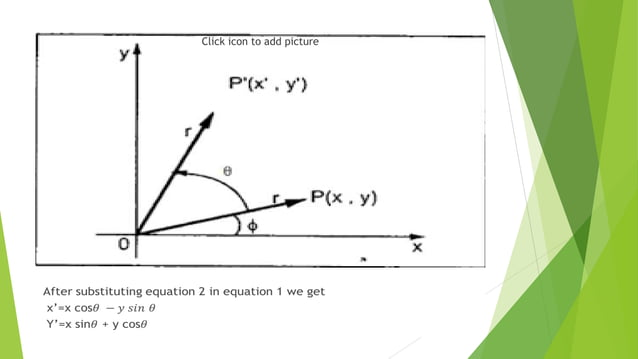 Click icon to add picture
y
P'(x' , y')
r
θ
r
P(x , y)
ϕ
0
x
After substituting equation 2 in equation 1 we get
x'=x cosθ − y sin θ
Y'=x sinθ + y cosθ